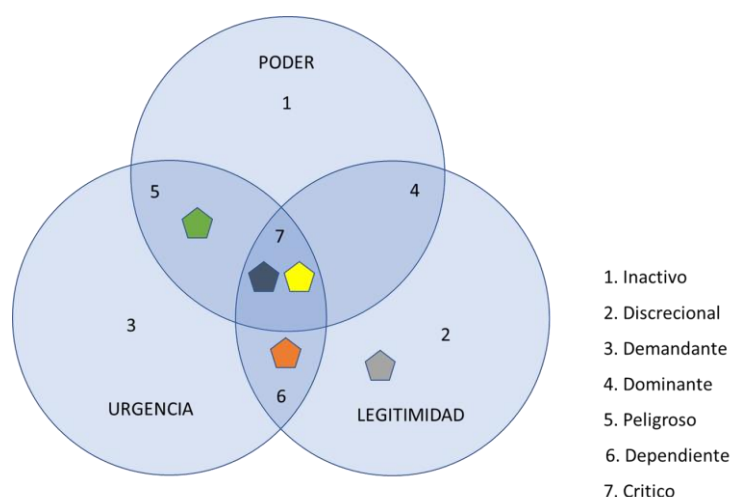 PODER
1
5
4
7
3
2
6
URGENCIA
LEGITIMIDAD
1. Inactivo
2. Discrecional
3. Demandante
4. Dominante
5. Peligroso
6. Dependiente
7. Critico